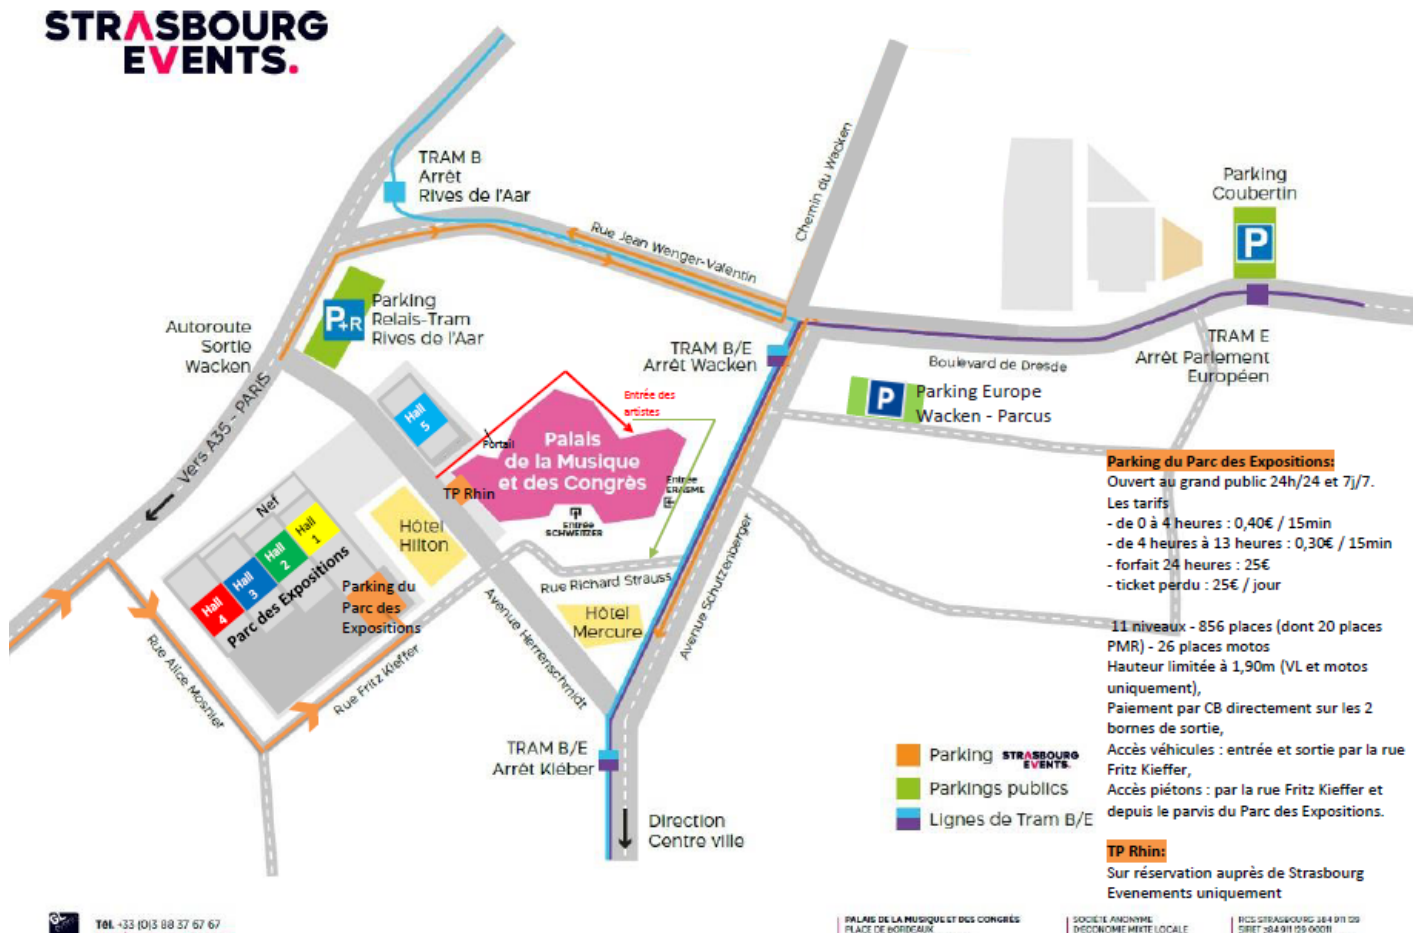 STRASBOURG
EVENTS.
TRAM B
Arrêt
Rives de l'Aar
Chemin du Wacken
Parking
Coubertin
P
Rue Jean Wenger-Valentin
P+R
Parking
Relais-Tram
Rives de l'Aar
Autoroute
Sortie
Wacken
TRAM B/E
Arrêt Wacken
TRAM E
Arrêt Parlement
Européen
Boulevard de Dresde
P
Parking Europe
Wacken - Parcus
Vers A35 - PARIS
Hall
5
Entrée des
artistes
Portail
Palais
de la Musique
et des Congrès
TP Rhin
Entrée
ERASME
Entrée
SCHWEITZER
Nef
Hall
1
Hall
2
Hall
3
Hall
4
Parc des Expositions
Hôtel
Hilton
Parking du
Parc des
Expositions
Rue Richard Strauss
Hôtel
Mercure
Avenue Schutzenberger
Avenue Herrenschmidt
Rue Alice Mosnier
Rue Fritz Kieffer
TRAM B/E
Arrêt Kléber
Direction
Centre ville
Parking STRASBOURG
EVENTS.
Parkings publics
Lignes de Tram B/E
Parking du Parc des Expositions:
Ouvert au grand public 24h/24 et 7j/7.
Les tarifs
- de 0 à 4 heures : 0,40€ / 15min
- de 4 heures à 13 heures : 0,30€ / 15min
- forfait 24 heures : 25€
- ticket perdu : 25€ / jour
11 niveaux - 856 places (dont 20 places
PMR) - 26 places motos
Hauteur limitée à 1,90m (VL et motos
uniquement),
Paiement par CB directement sur les 2
bornes de sortie,
Accès véhicules : entrée et sortie par la rue
Fritz Kieffer,
Accès piétons : par la rue Fritz Kieffer et
depuis le parvis du Parc des Expositions.
TP Rhin:
Sur réservation auprès de Strasbourg
Evenements uniquement
Tél. +33 (0)3 88 37 67 67
PALAIS DE LA MUSIQUE ET DES CONGRÈS
PLACE DE BORDEAUX
SOCIÉTÉ ANONYME
D'ECONOMIE MIXTE LOCALE
RCS STRASBOURG 384 911 129
SIRET 384 911 129 00011